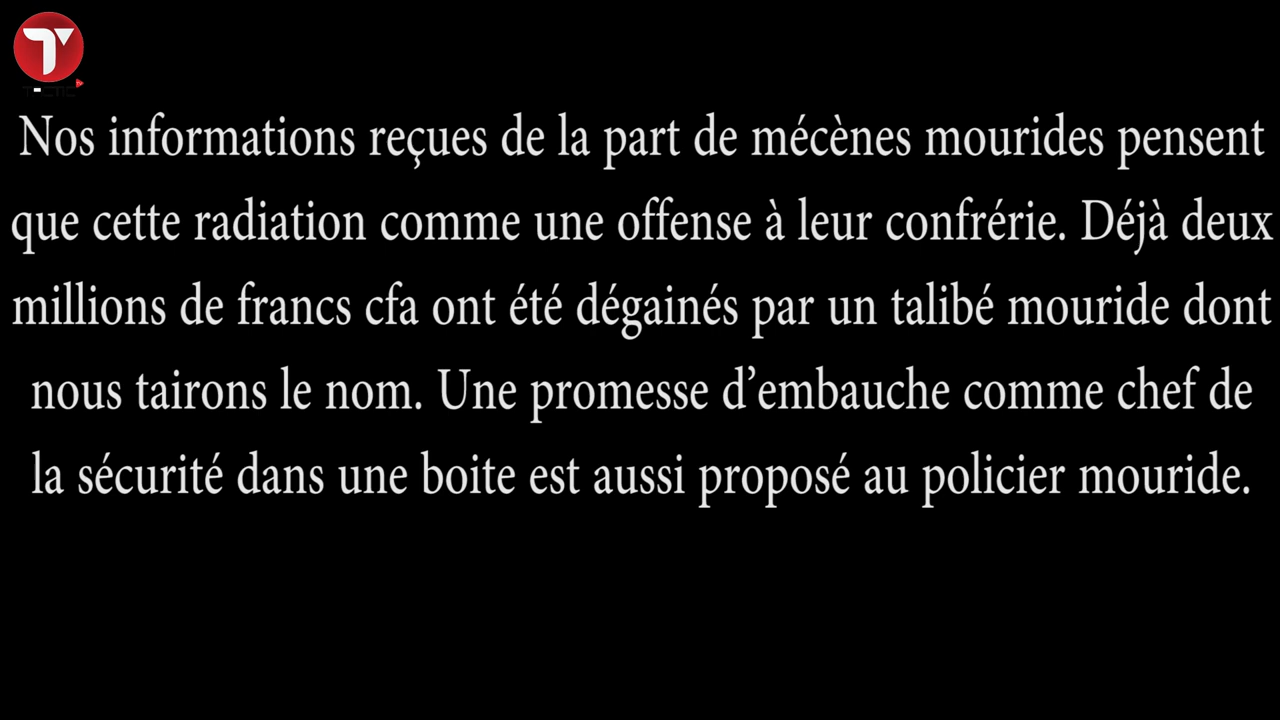 Nos informations reçues de la part de mécènes mourides pensent
que cette radiation comme une offense à leur confrérie. Déjà deux
millions de francs cfa ont été dégainés par un talibé mouride dont
nous tairons le nom. Une promesse d’embauche comme chef de
la sécurité dans une boite est aussi proposé au policier mouride.